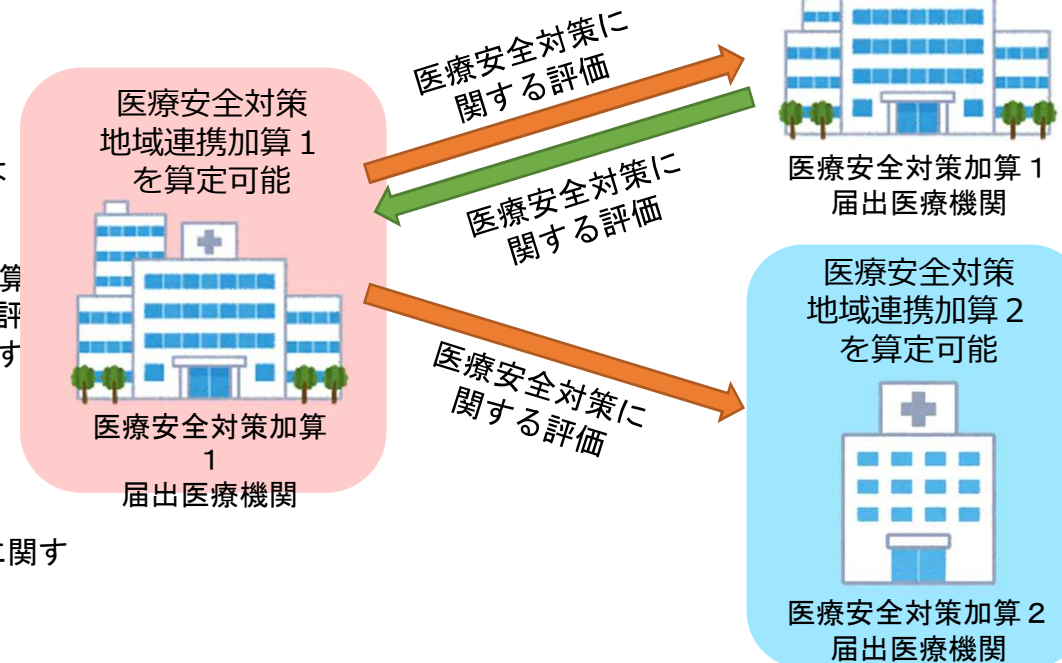 医療安全対策に
関する評価
医療安全対策
地域連携加算１
を算定可能
医療安全対策加算
１
届出医療機関
医療安全対策に
関する評価
医療安全対策加算１
届出医療機関
医療安全対策に
関する評価
医療安全対策
地域連携加算２
を算定可能
医療安全対策加算２
届出医療機関
算
評
す
に関す